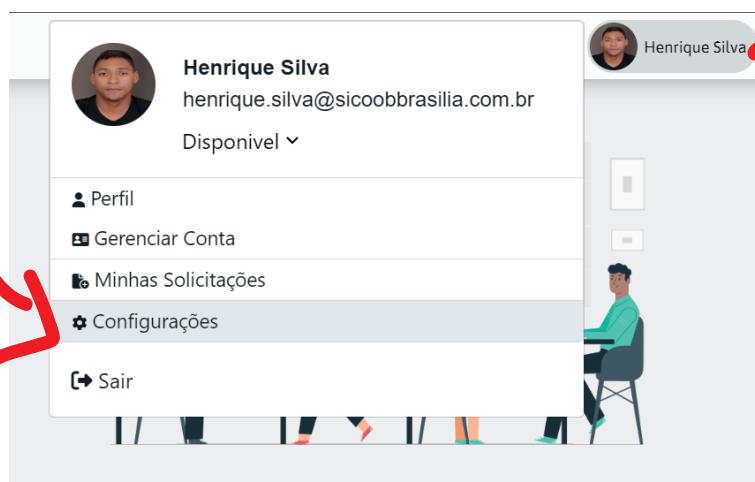 Henrique Silva
Henrique Silva
henrique.silva@sicoobbrasilia.com.br
Disponivel
Perfil
Gerenciar Conta
Minhas Solicitações
Configurações
Sair